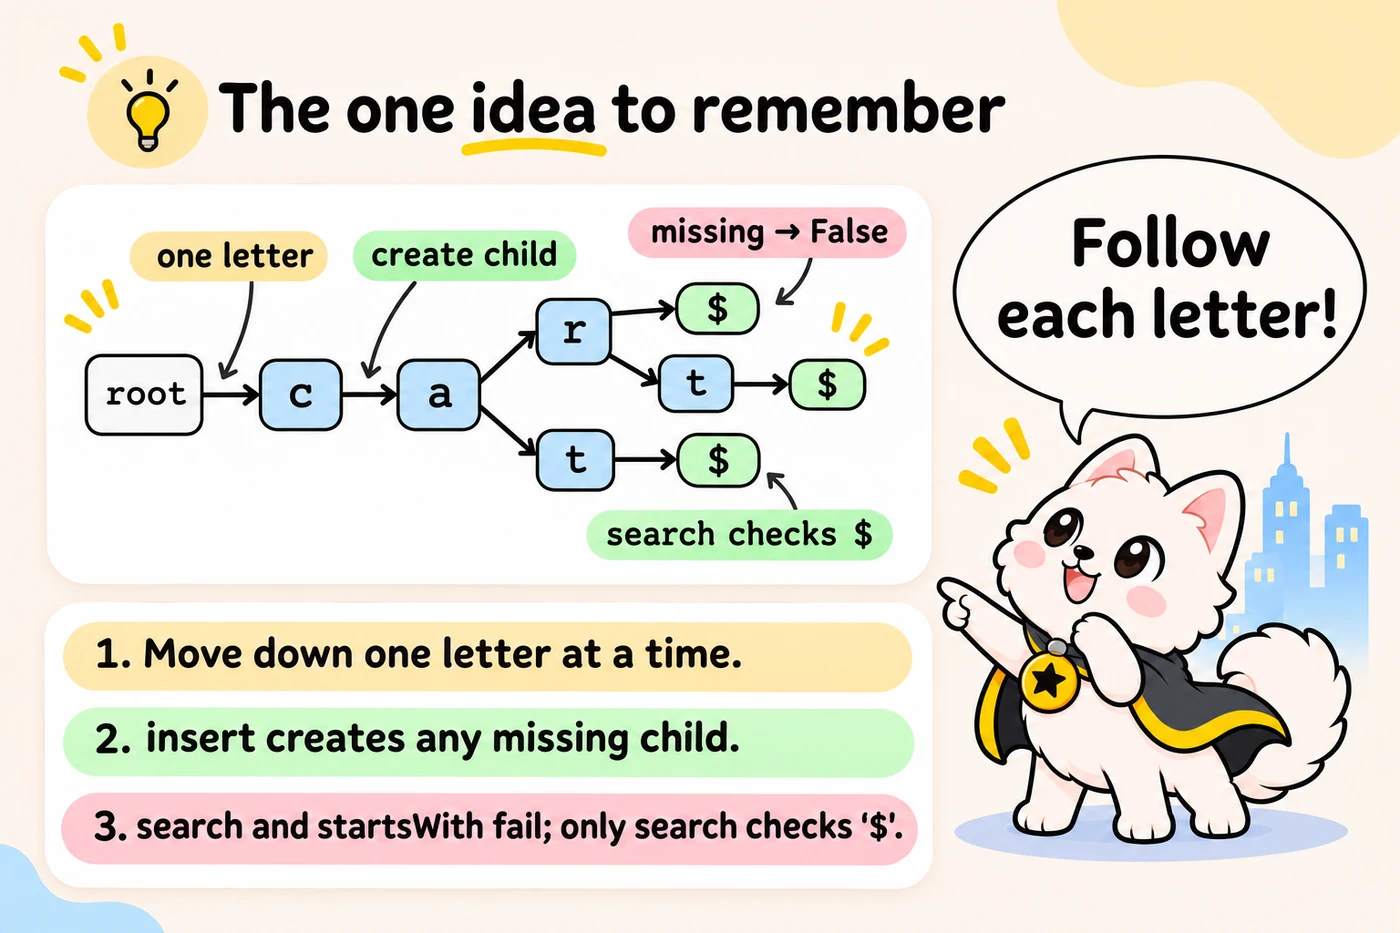 The one idea to remember
one letter
create child
missing → False
root
c
a
r
$
t
$
t
$
search checks $
Follow
each letter!
1. Move down one letter at a time.
2. insert creates any missing child.
3. search and startsWith fail; only search checks ‘$’.